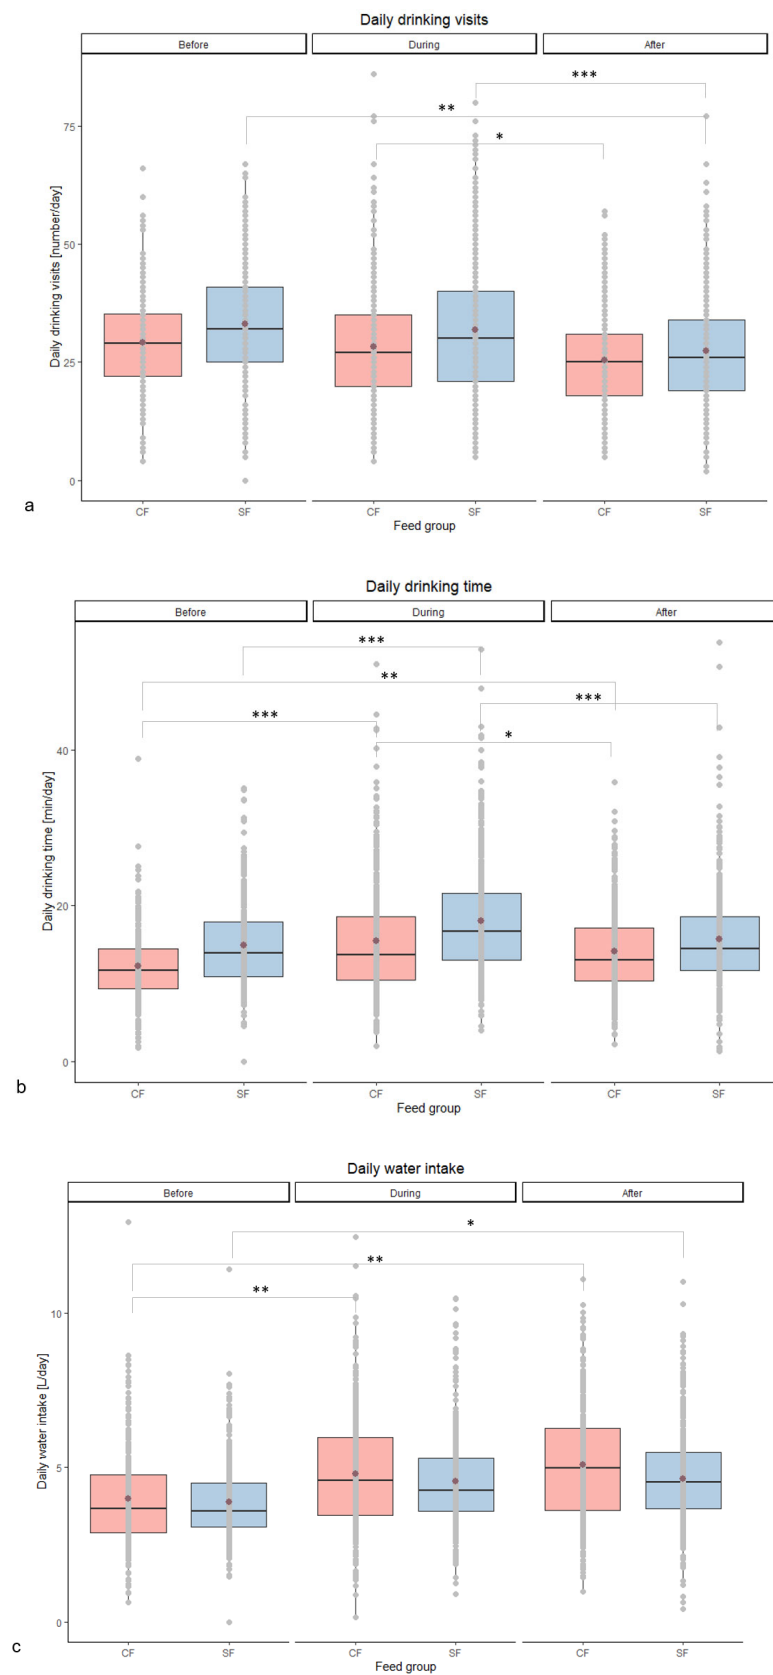 Daily drinking visits
Before During After
***
**
*
75
50
25
0
Daily drinking visits [number/day]
CF SF CF SF CF SF
Feed group
a
Daily drinking time
Before During After
***
**
***
***
*
40
20
0
Daily drinking time [min/day]
CF SF CF SF CF SF
Feed group
b
Daily water intake
Before During After
*
**
**
10
5
0
Daily water intake [L/day]
CF SF CF SF CF SF
Feed group
c